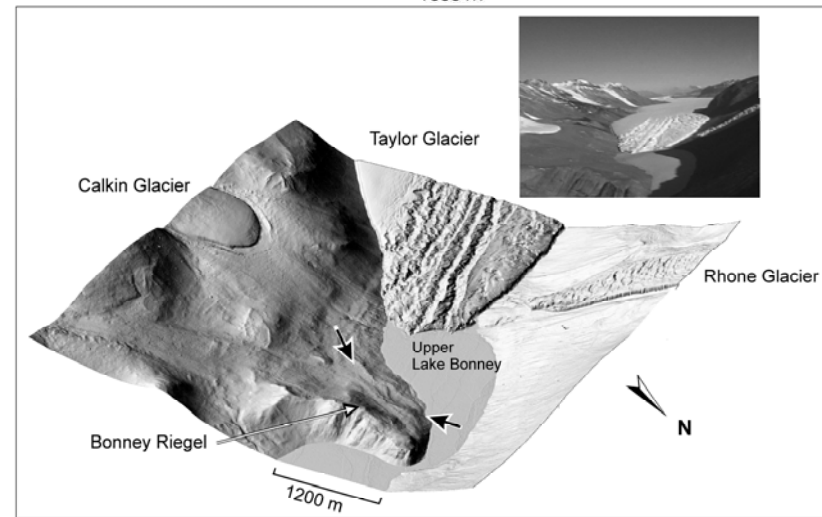 Taylor Glacier
Calkin Glacier
Rhone Glacier
Upper
Lake Bonney
Bonney Riegel
N
1200 m